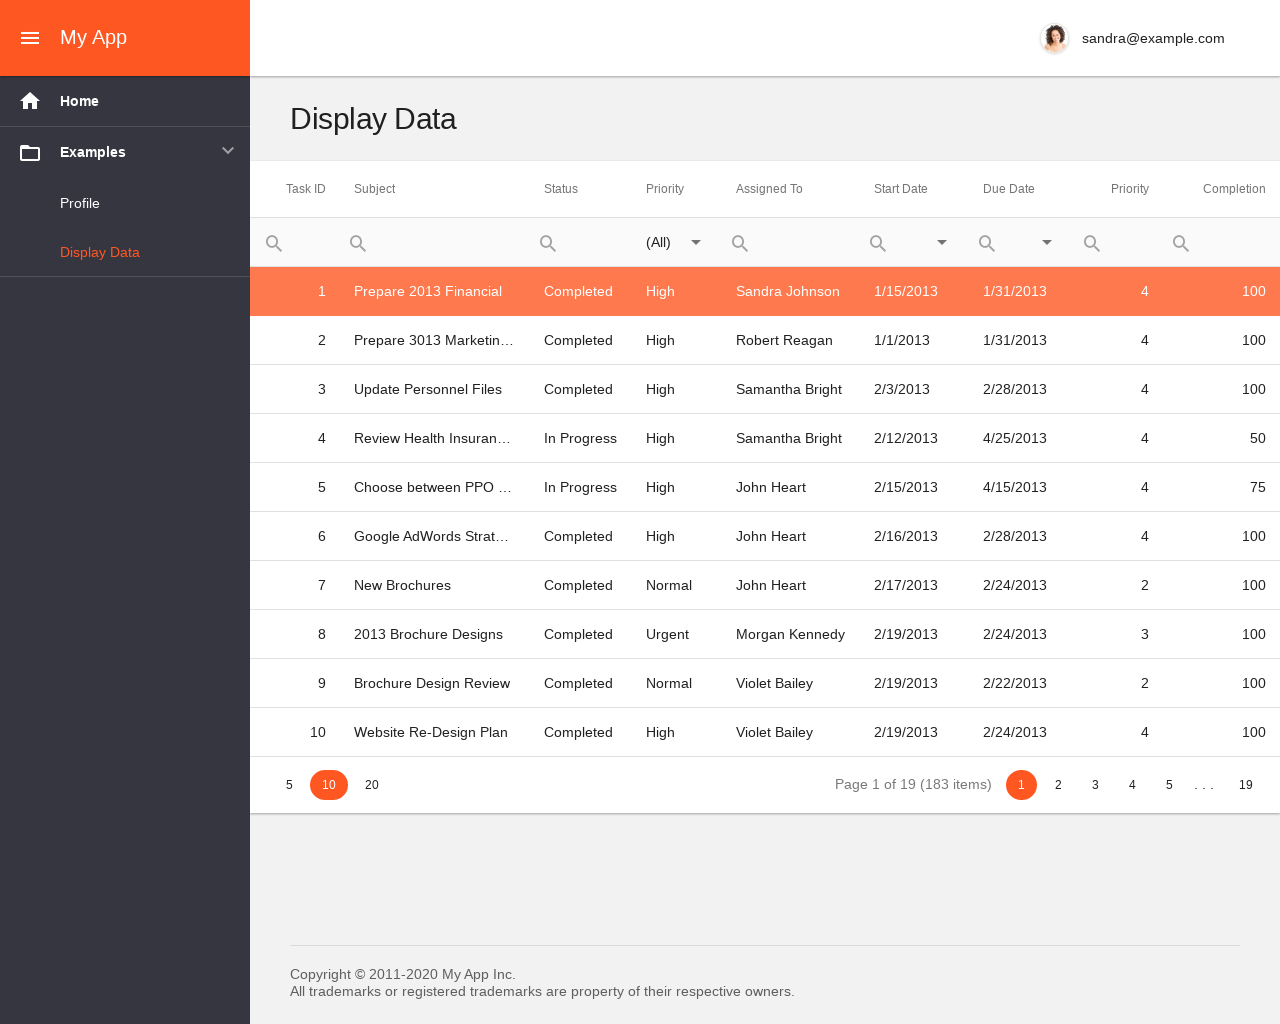 My App
sandra@example.com
Home
Examples
Profile
Display Data
Display Data
Task ID Subject Status Priority Assigned To Start Date Due Date Priority Completion
(All)
1 Prepare 2013 Financial Completed High Sandra Johnson 1/15/2013 1/31/2013 4 100
2 Prepare 3013 Marketin… Completed High Robert Reagan 1/1/2013 1/31/2013 4 100
3 Update Personnel Files Completed High Samantha Bright 2/3/2013 2/28/2013 4 100
4 Review Health Insuran… In Progress High Samantha Bright 2/12/2013 4/25/2013 4 50
5 Choose between PPO … In Progress High John Heart 2/15/2013 4/15/2013 4 75
6 Google AdWords Strat… Completed High John Heart 2/16/2013 2/28/2013 4 100
7 New Brochures Completed Normal John Heart 2/17/2013 2/24/2013 2 100
8 2013 Brochure Designs Completed Urgent Morgan Kennedy 2/19/2013 2/24/2013 3 100
9 Brochure Design Review Completed Normal Violet Bailey 2/19/2013 2/22/2013 2 100
10 Website Re-Design Plan Completed High Violet Bailey 2/19/2013 2/24/2013 4 100
5 10 20 Page 1 of 19 (183 items) 1 2 3 4 5 . . . 19
Copyright © 2011-2020 My App Inc.
All trademarks or registered trademarks are property of their respective owners.